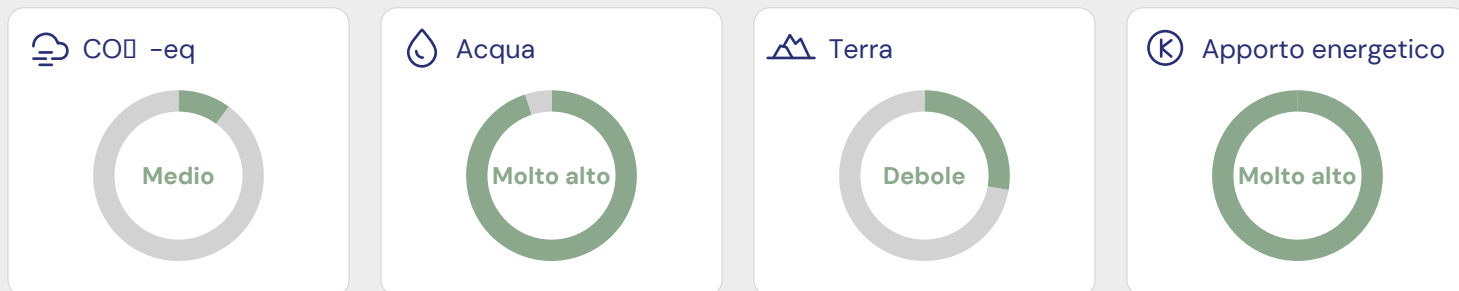 CO▯ -eq
Acqua
Terra
Apporto energetico
Medio
Molto alto
Debole
Molto alto